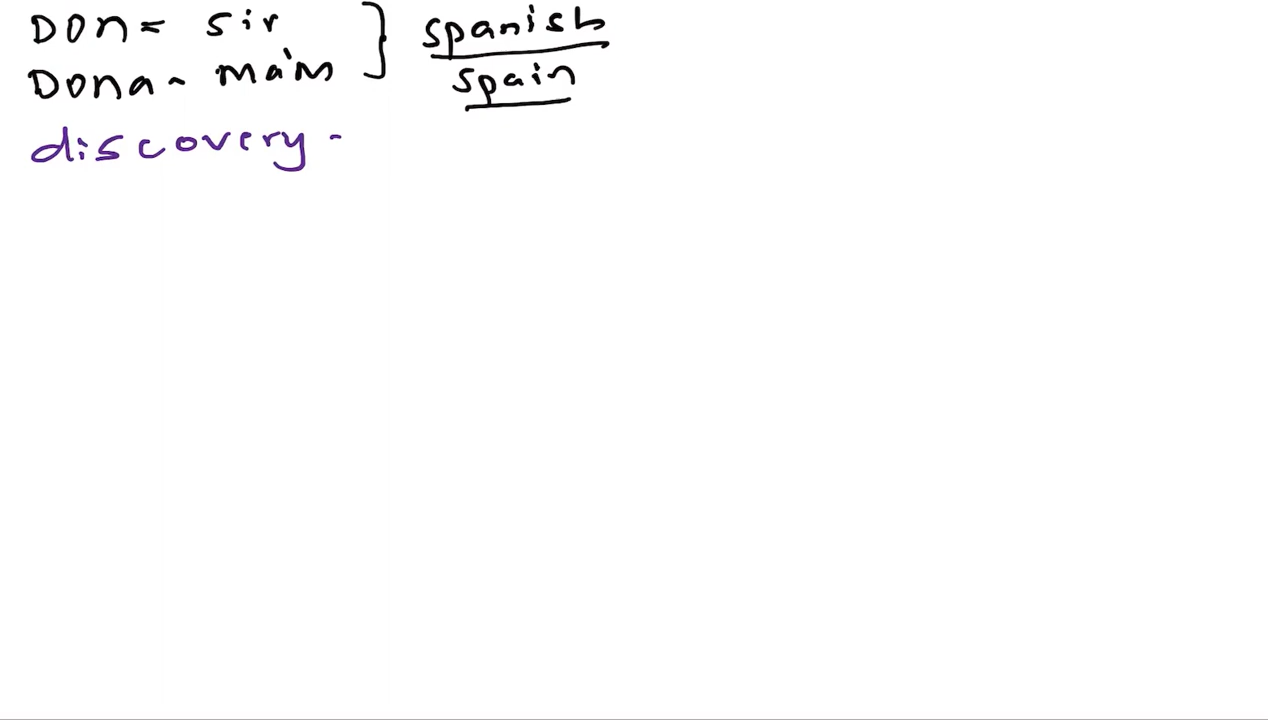 Don = sir } spanish
Dona - ma'm spain
discovery -